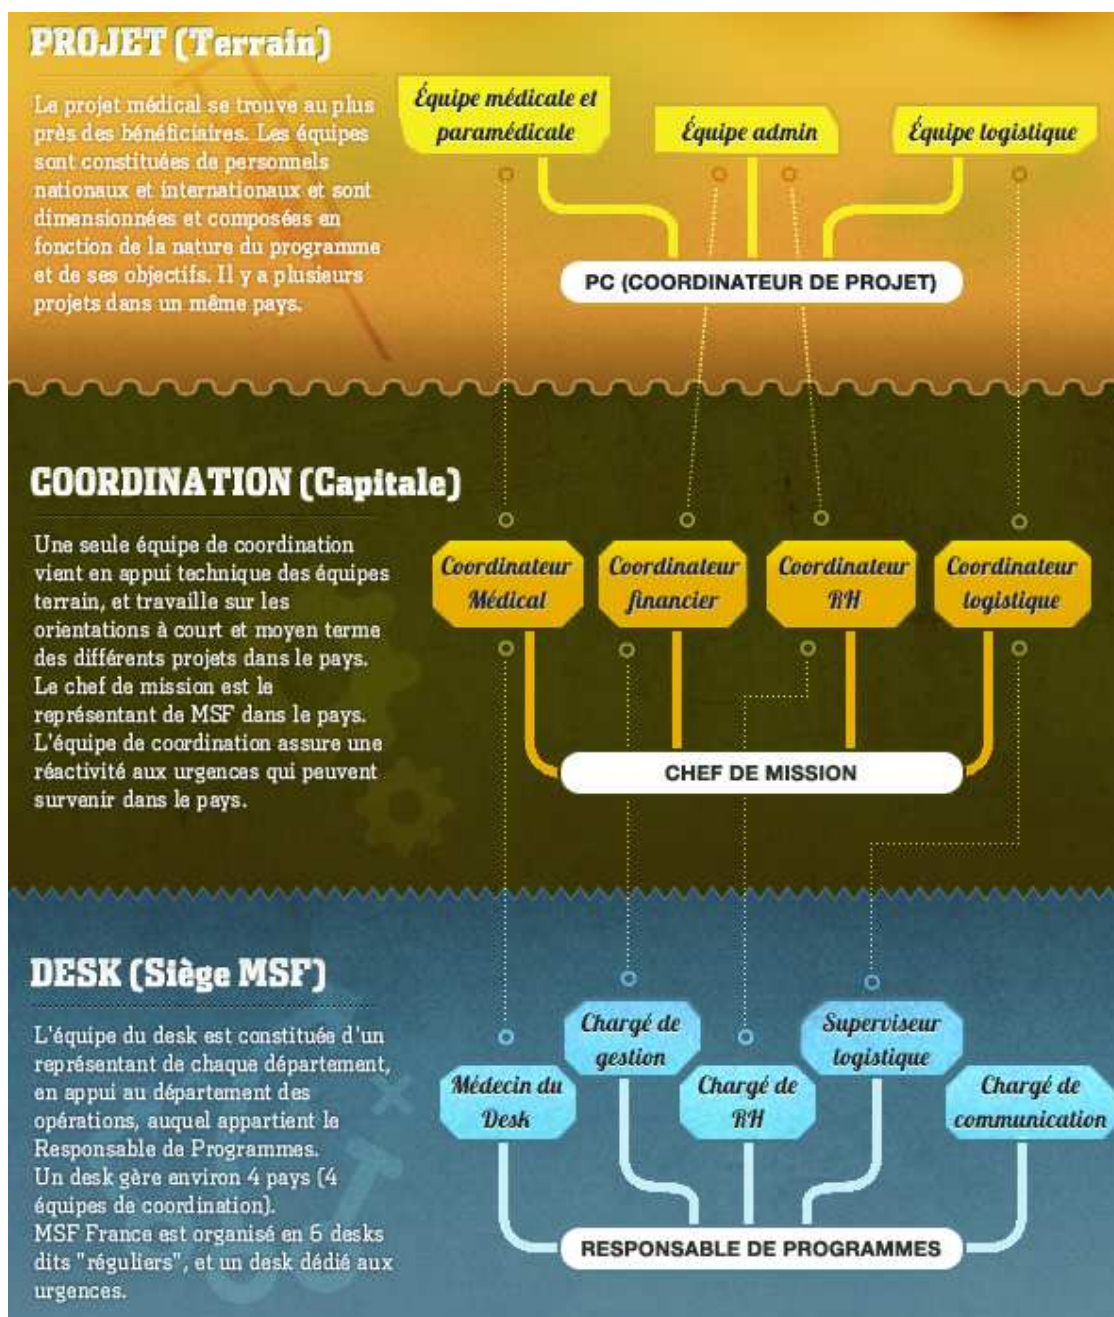 PROJET (Terrain)
Le projet médical se trouve au plus
près des bénéficiaires. Les équipes
sont constituées de personnels
nationaux et internationaux et sont
dimensionnées et composées en
fonction de la nature du programme
et de ses objectifs. Il y a plusieurs
projets dans un même pays.
Équipe médicale et
paramédicale
Équipe admin
Équipe logistique
PC (COORDINATEUR DE PROJET)
COORDINATION (Capitale)
Une seule équipe de coordination
vient en appui technique des équipes
terrain, et travaille sur les
orientations à court et moyen terme
des différents projets dans le pays.
Le chef de mission est le
représentant de MSF dans le pays.
L'équipe de coordination assure une
réactivité aux urgences qui peuvent
survenir dans le pays.
Coordinateur
Médical
Coordinateur
financier
Coordinateur
RH
Coordinateur
logistique
CHEF DE MISSION
DESK (Siège MSF)
L'équipe du desk est constituée d'un
représentant de chaque département,
en appui au département des
opérations, auquel appartient le
Responsable de Programmes.
Un desk gère environ 4 pays (4
équipes de coordination).
MSF France est organisé en 6 desks
dits "réguliers", et un desk dédié aux
urgences.
Médecin du
Desk
Chargé de
gestion
Chargé de
RH
Superviseur
logistique
Chargé de
communication
RESPONSABLE DE PROGRAMMES